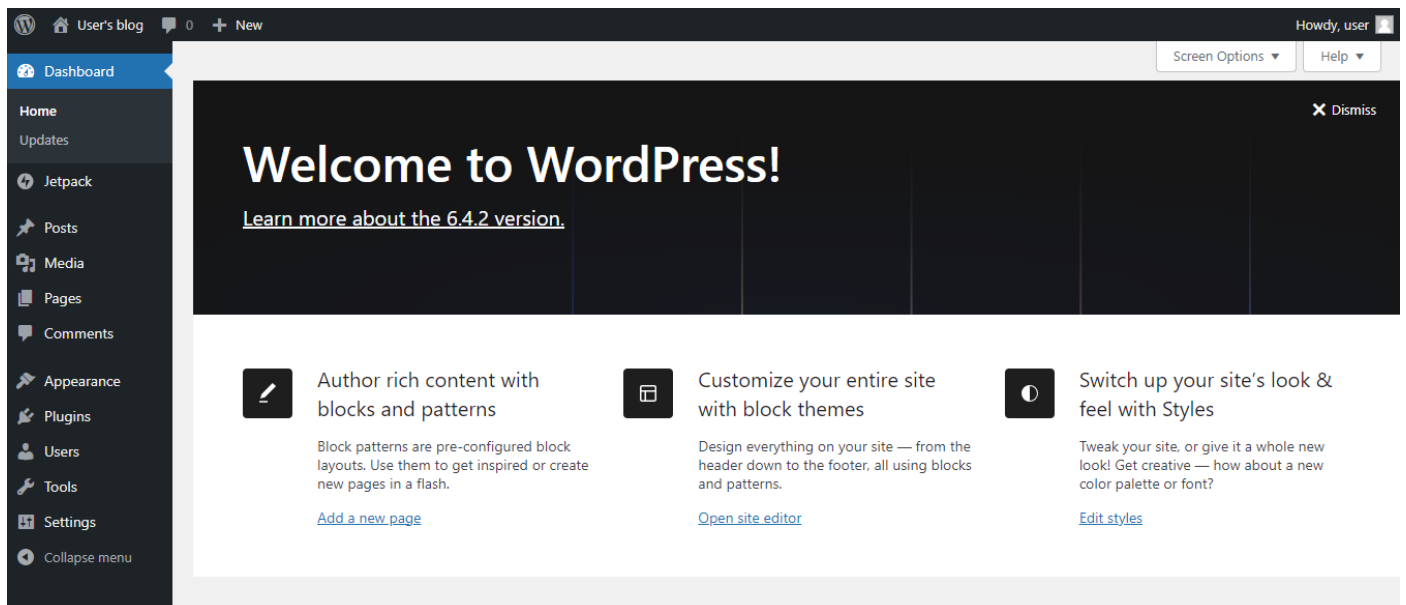 User's blog 0 New Howdy, user
Screen Options Help
Dashboard
Home
Updates
Jetpack
Posts
Media
Pages
Comments
Appearance
Plugins
Users
Tools
Settings
Collapse menu
Dismiss
Welcome to WordPress!
Learn more about the 6.4.2 version.
Author rich content with
blocks and patterns
Block patterns are pre-configured block
layouts. Use them to get inspired or create
new pages in a flash.
Add a new page
Customize your entire site
with block themes
Design everything on your site — from the
header down to the footer, all using blocks
and patterns.
Open site editor
Switch up your site’s look &
feel with Styles
Tweak your site, or give it a whole new
look! Get creative — how about a new
color palette or font?
Edit styles